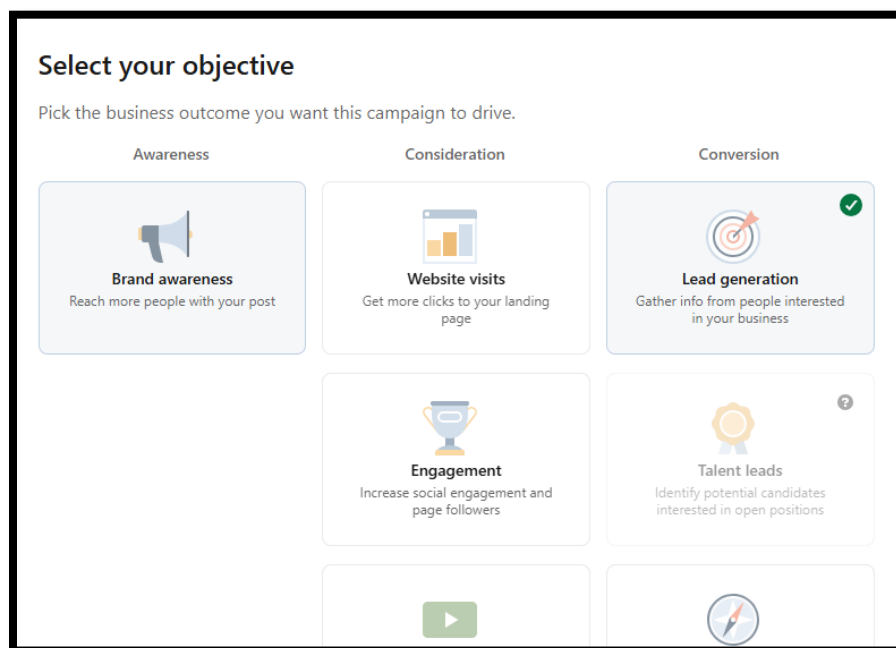 Select your objective
Pick the business outcome you want this campaign to drive.
Awareness
Consideration
Conversion
Brand awareness
Reach more people with your post
Website visits
Get more clicks to your landing
page
Lead generation
Gather info from people interested
in your business
Engagement
Increase social engagement and
page followers
?
Talent leads
Identify potential candidates
interested in open positions